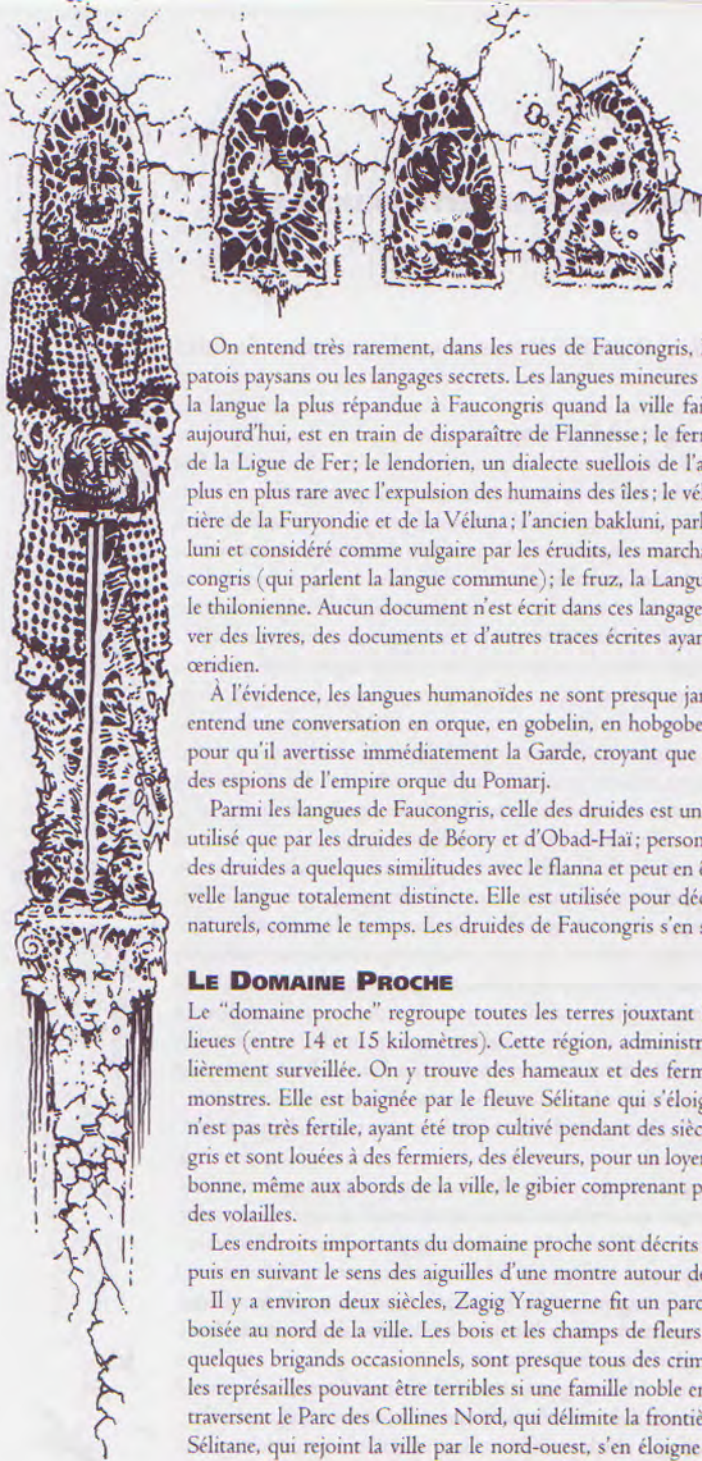 On entend très rarement, dans les rues de Faucongris,
patois paysans ou les langages secrets. Les langues mineures
la langue la plus répandue à Faucongris quand la ville fai
aujourd'hui, est en train de disparaître de Flannesse ; le ferr
de la Ligue de Fer ; le lendorien, un dialecte suellois de l'a
plus en plus rare avec l'expulsion des humains des îles ; le vél
tière de la Furyondie et de la Véluna ; l'ancien bakluni, parl
luni et considéré comme vulgaire par les érudits, les marcha
congris (qui parlent la langue commune) ; le fruz, la Langu
le thilonienne. Aucun document n'est écrit dans ces langage
ver des livres, des documents et d'autres traces écrites ayan
œridien.
À l'évidence, les langues humanoïdes ne sont presque jam
entend une conversation en orque, en gobelin, en hobgobe
pour qu'il avertisse immédiatement la Garde, croyant que
des espions de l'empire orque du Pomarj.
Parmi les langues de Faucongris, celle des druides est un
utilisé que par les druides de Béory et d'Obad-Haï ; person
des druides a quelques similitudes avec le flanna et peut en ê
velle langue totalement distincte. Elle est utilisée pour déc
naturels, comme le temps. Les druides de Faucongris s'en s
LE DOMAINE PROCHE
Le "domaine proche" regroupe toutes les terres jouxtant
lieues (entre 14 et 15 kilomètres). Cette région, administr
lièrement surveillée. On y trouve des hameaux et des ferm
monstres. Elle est baignée par le fleuve Sélitane qui s'éloig
n'est pas très fertile, ayant été trop cultivé pendant des sièc
gris et sont louées à des fermiers, des éleveurs, pour un loyer
bonne, même aux abords de la ville, le gibier comprenant p
des volailles.
Les endroits importants du domaine proche sont décrits
puis en suivant le sens des aiguilles d'une montre autour de
Il y a environ deux siècles, Zagig Yraguerne fit un parc
boisée au nord de la ville. Les bois et les champs de fleurs
quelques brigands occasionnels, sont presque tous des crim
les représailles pouvant être terribles si une famille noble en
traversent le Parc des Collines Nord, qui délimite la frontiè
Sélitane, qui rejoint la ville par le nord-ouest, s'en éloigne